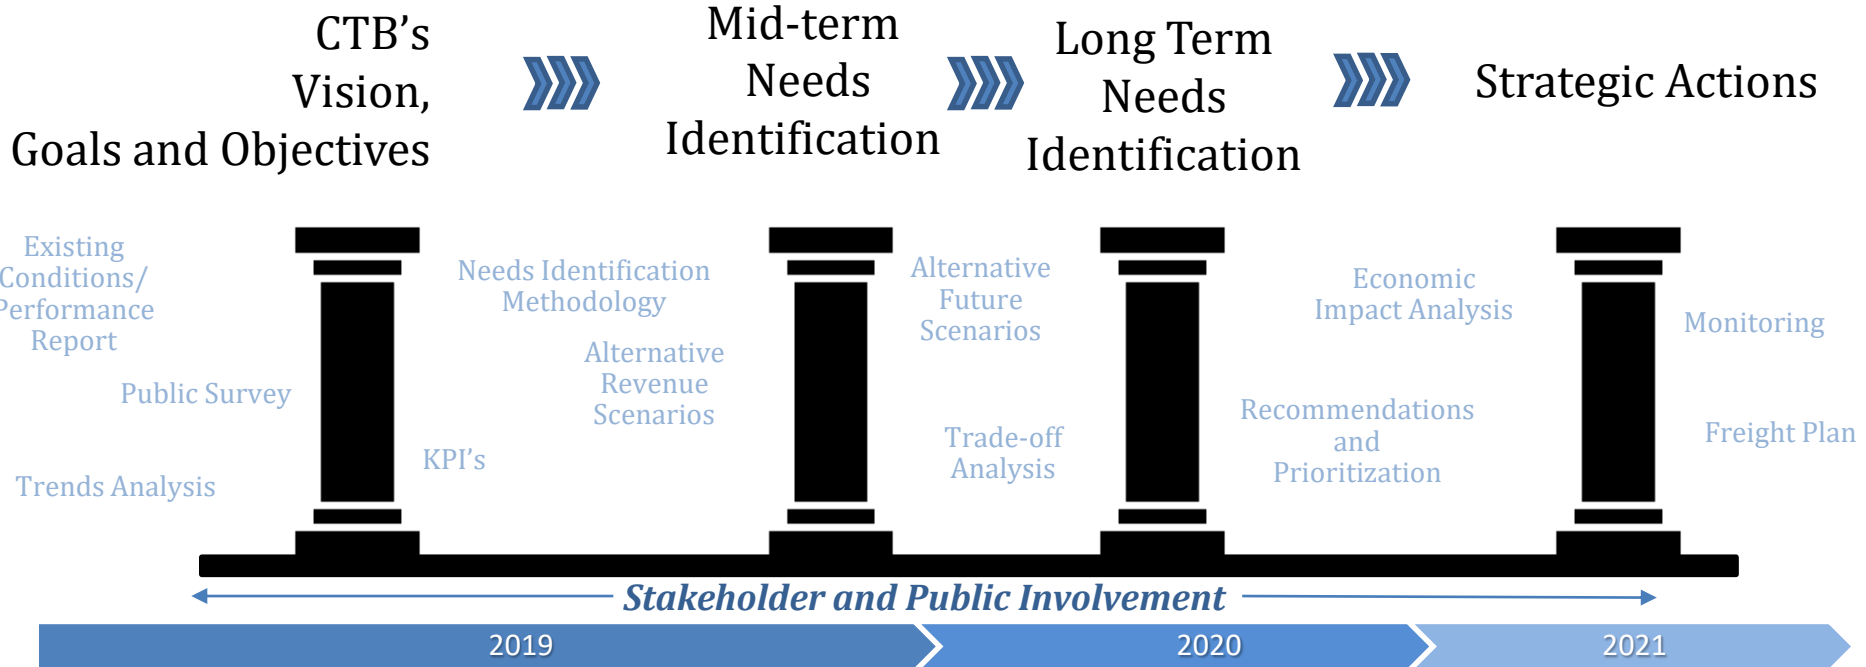 CTB's
Vision,
Goals and Objectives
Mid-term
Needs
Identification
Long Term
Needs
Identification
Strategic Actions
Existing
Conditions/
Performance
Report
Public Survey
Trends Analysis
Needs Identification
Methodology
Alternative
Revenue
Scenarios
KPI's
Alternative
Future
Scenarios
Trade-off
Analysis
Economic
Impact Analysis
Recommendations
and
Prioritization
Monitoring
Freight Plan
Stakeholder and Public Involvement
2019
2020
2021